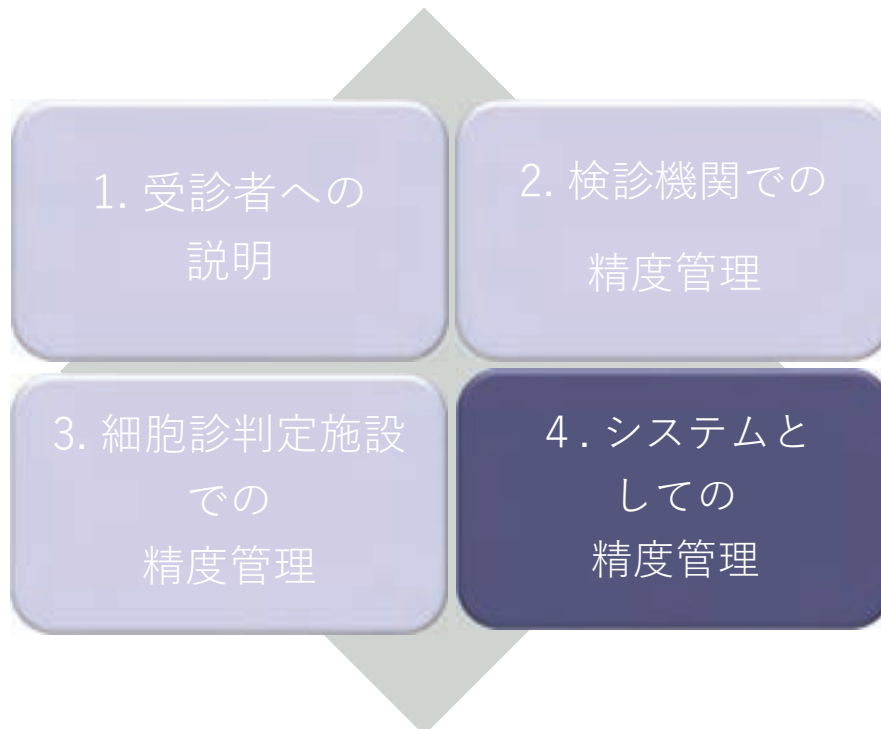 1. 受診者への
説明
2. 検診機関での
精度管理
3. 細胞診判定施設
での
精度管理
4 . システムと
しての
精度管理